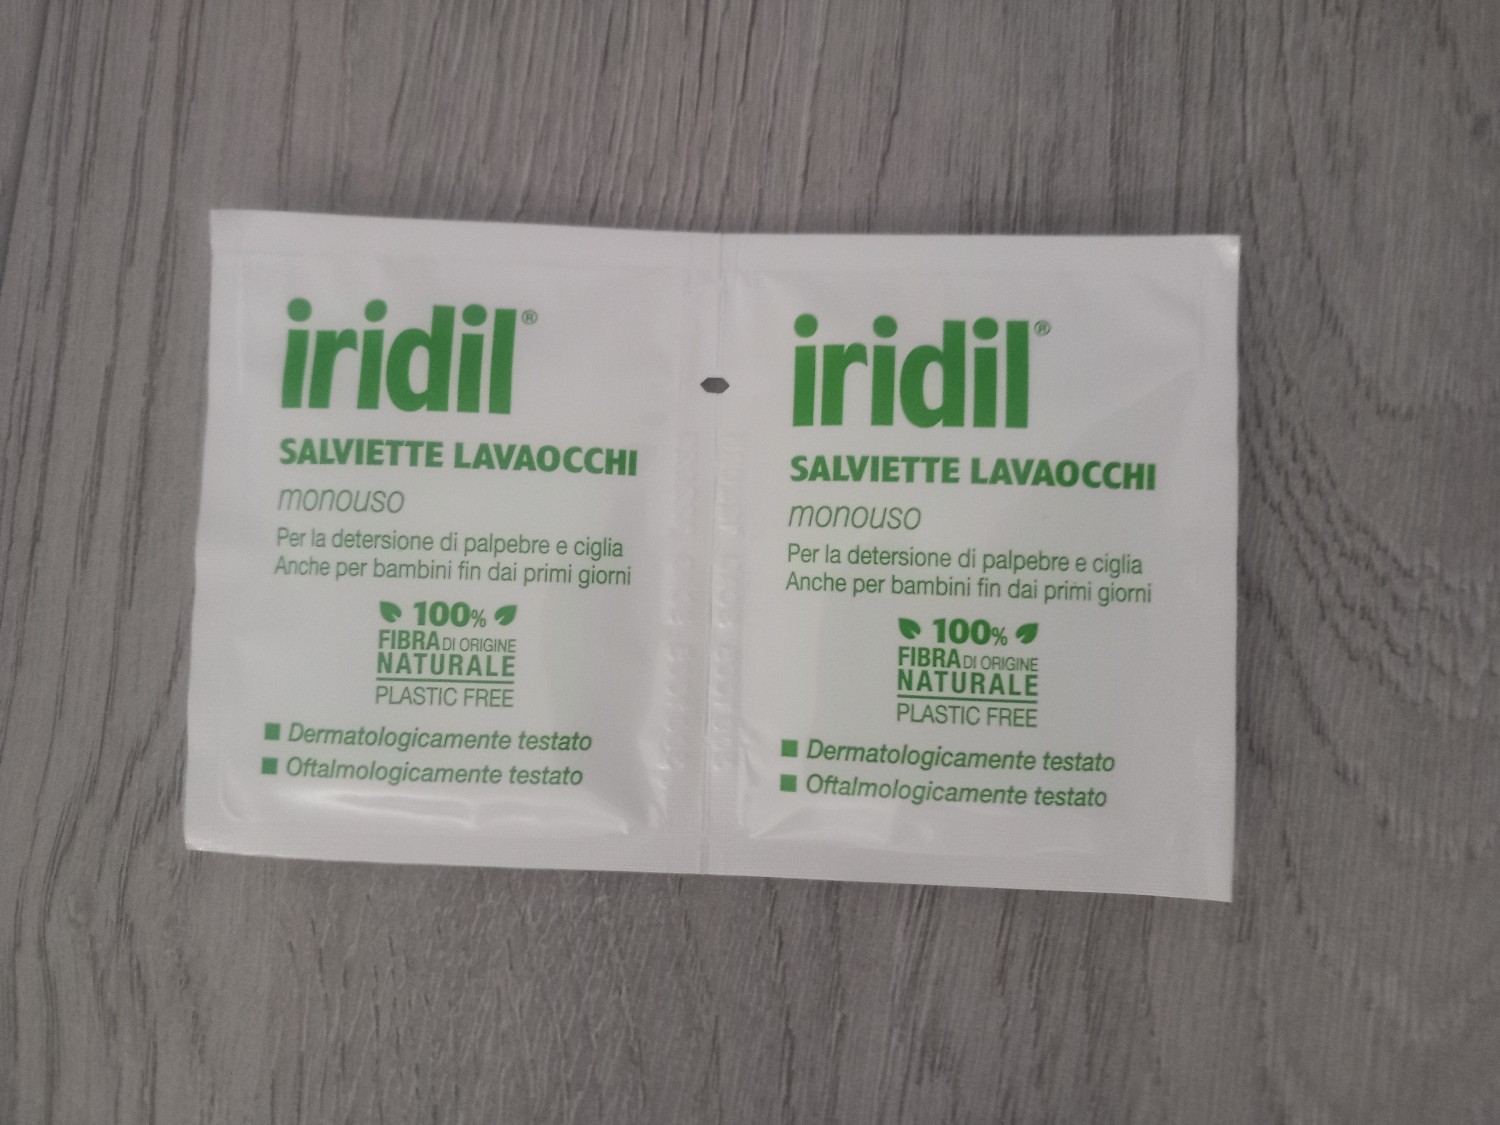 iridil®
SALVIETTE LAVAOCCHI
monouso
Per la detersione di palpebre e ciglia
Anche per bambini fin dai primi giorni
100%
FIBRA DI ORIGINE
NATURALE
PLASTIC FREE
Dermatologicamente testato
Oftalmologicamente testato
iridil®
SALVIETTE LAVAOCCHI
monouso
Per la detersione di palpebre e ciglia
Anche per bambini fin dai primi giorni
100%
FIBRA DI ORIGINE
NATURALE
PLASTIC FREE
Dermatologicamente testato
Oftalmologicamente testato